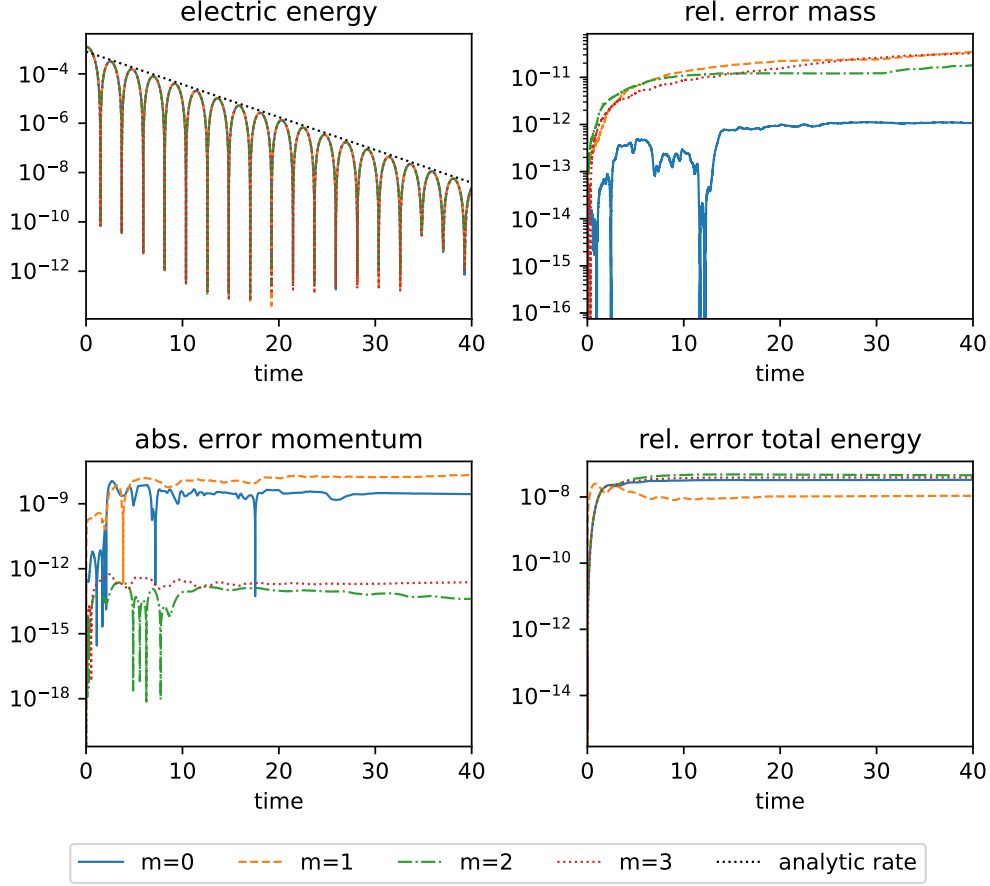 electric energy
10⁻⁴
10⁻⁶
10⁻⁸
10⁻¹⁰
10⁻¹²
0 10 20 30 40
time
rel. error mass
10⁻¹¹
10⁻¹²
10⁻¹³
10⁻¹⁴
10⁻¹⁵
10⁻¹⁶
0 10 20 30 40
time
abs. error momentum
10⁻⁹
10⁻¹²
10⁻¹⁵
10⁻¹⁸
0 10 20 30 40
time
rel. error total energy
10⁻⁸
10⁻¹⁰
10⁻¹²
10⁻¹⁴
0 10 20 30 40
time
m=0 m=1 m=2 m=3 analytic rate